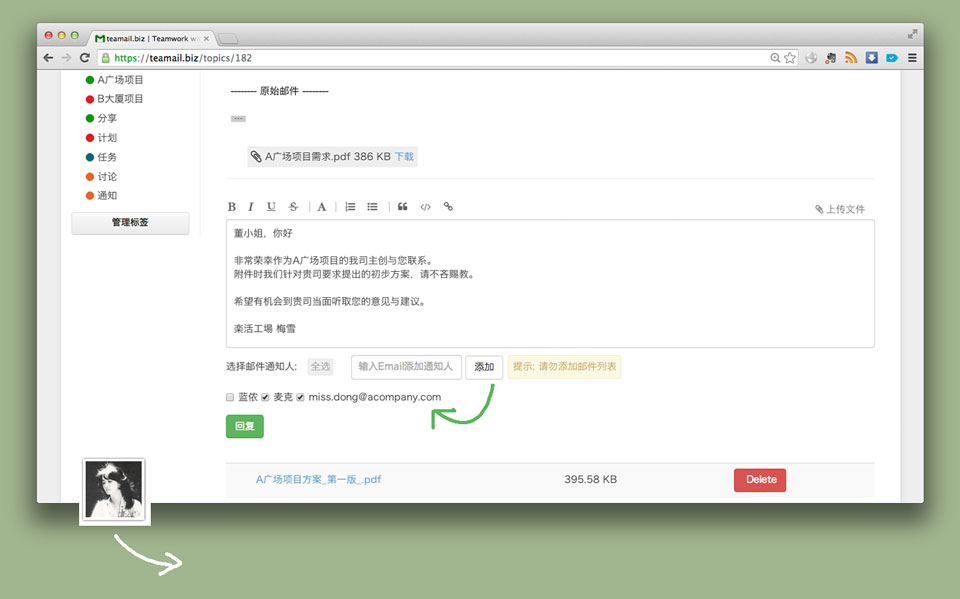 teamail.biz | Teamwork wi
https://teamail.biz/topics/182
A广场项目
B大厦项目
分享
计划
任务
讨论
通知
管理标签
-------- 原始邮件 --------
A广场项目需求.pdf 386 KB 下载
B I U S A
上传文件
董小姐，你好
非常荣幸作为A广场项目的我司主创与您联系。
附件时我们针对贵司要求提出的初步方案，请不吝赐教。
希望有机会到贵司当面听取您的意见与建议。
楽活工場 梅雪
选择邮件通知人: 全选 输入Email添加通知人 添加 提示: 请勿添加邮件列表
蓝侬 麦克 miss.dong@acompany.com
回复
A广场项目方案_第一版_.pdf 395.58 KB Delete